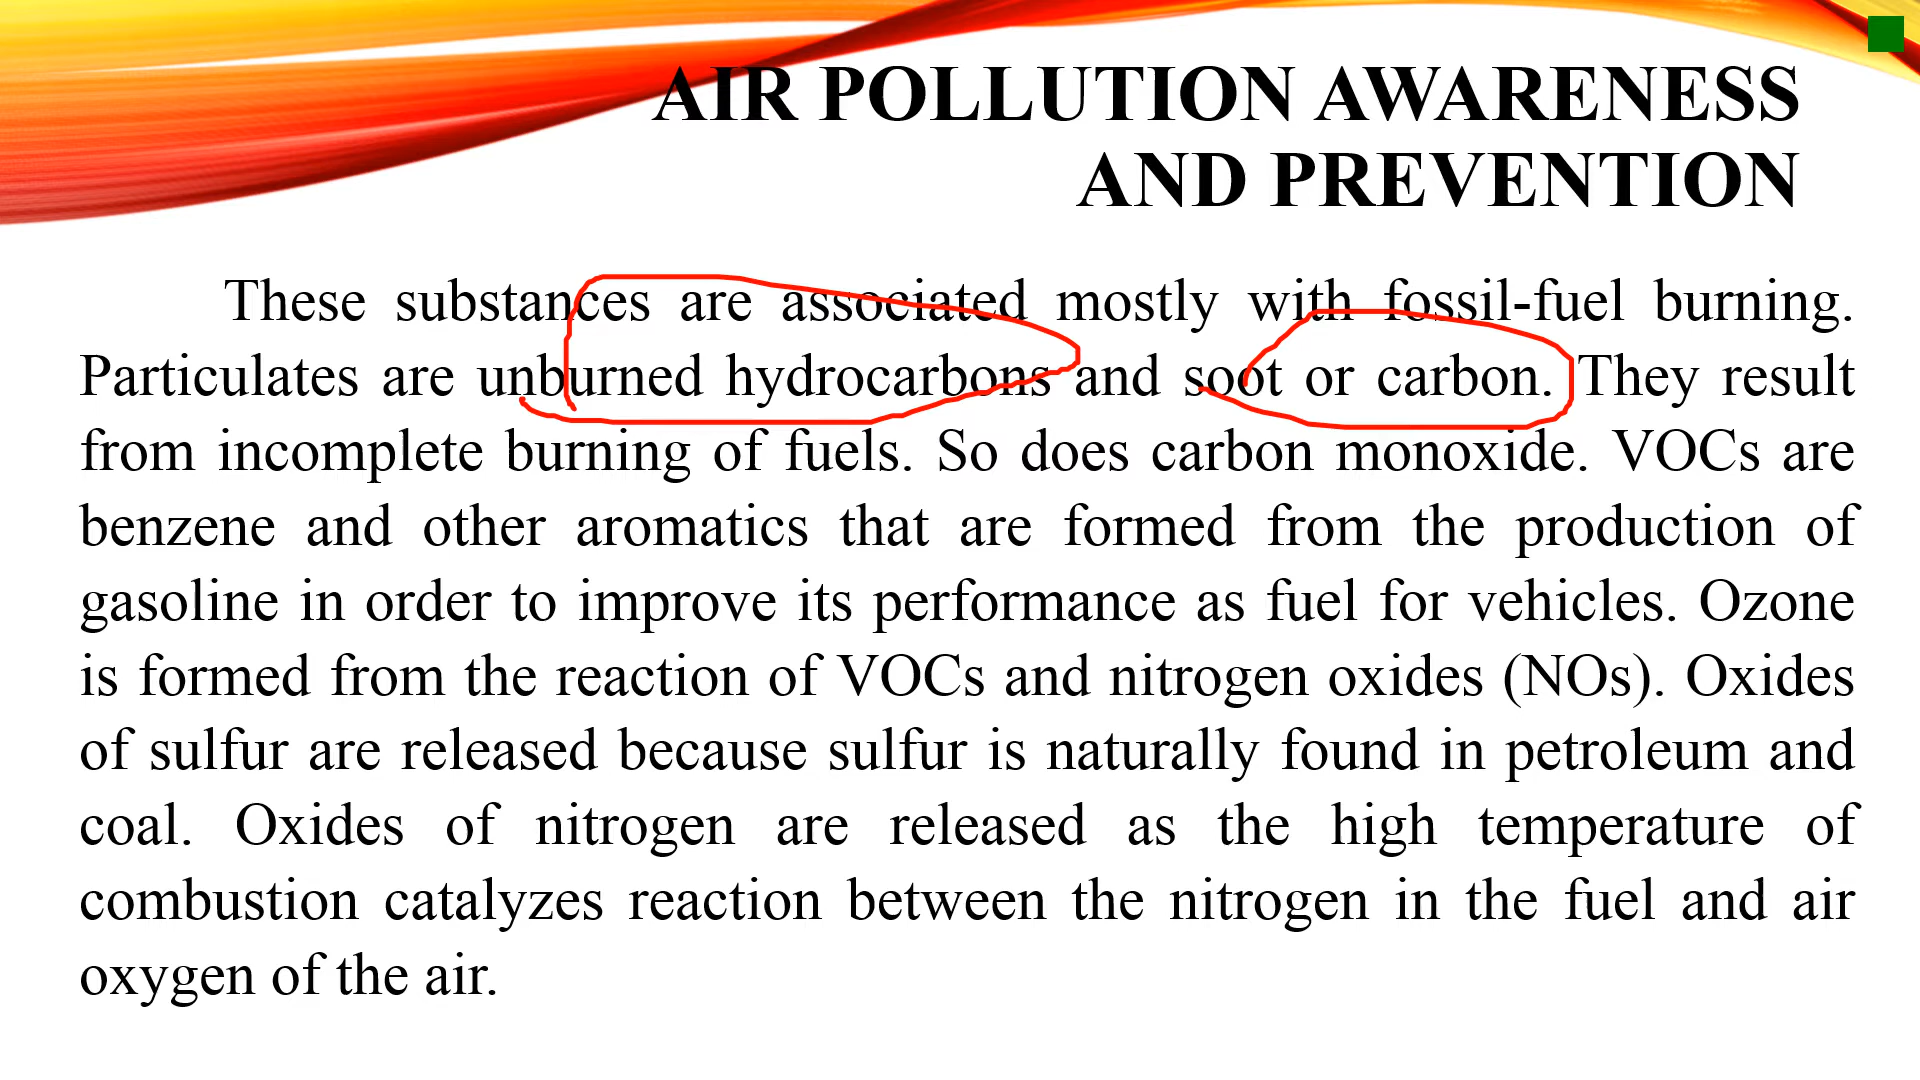 AIR POLLUTION AWARENESS
AND PREVENTION
These substances are associated mostly with fossil-fuel burning.
Particulates are unburned hydrocarbons and soot or carbon. They result
from incomplete burning of fuels. So does carbon monoxide. VOCs are
benzene and other aromatics that are formed from the production of
gasoline in order to improve its performance as fuel for vehicles. Ozone
is formed from the reaction of VOCs and nitrogen oxides (NOs). Oxides
of sulfur are released because sulfur is naturally found in petroleum and
coal. Oxides of nitrogen are released as the high temperature of
combustion catalyzes reaction between the nitrogen in the fuel and air
oxygen of the air.